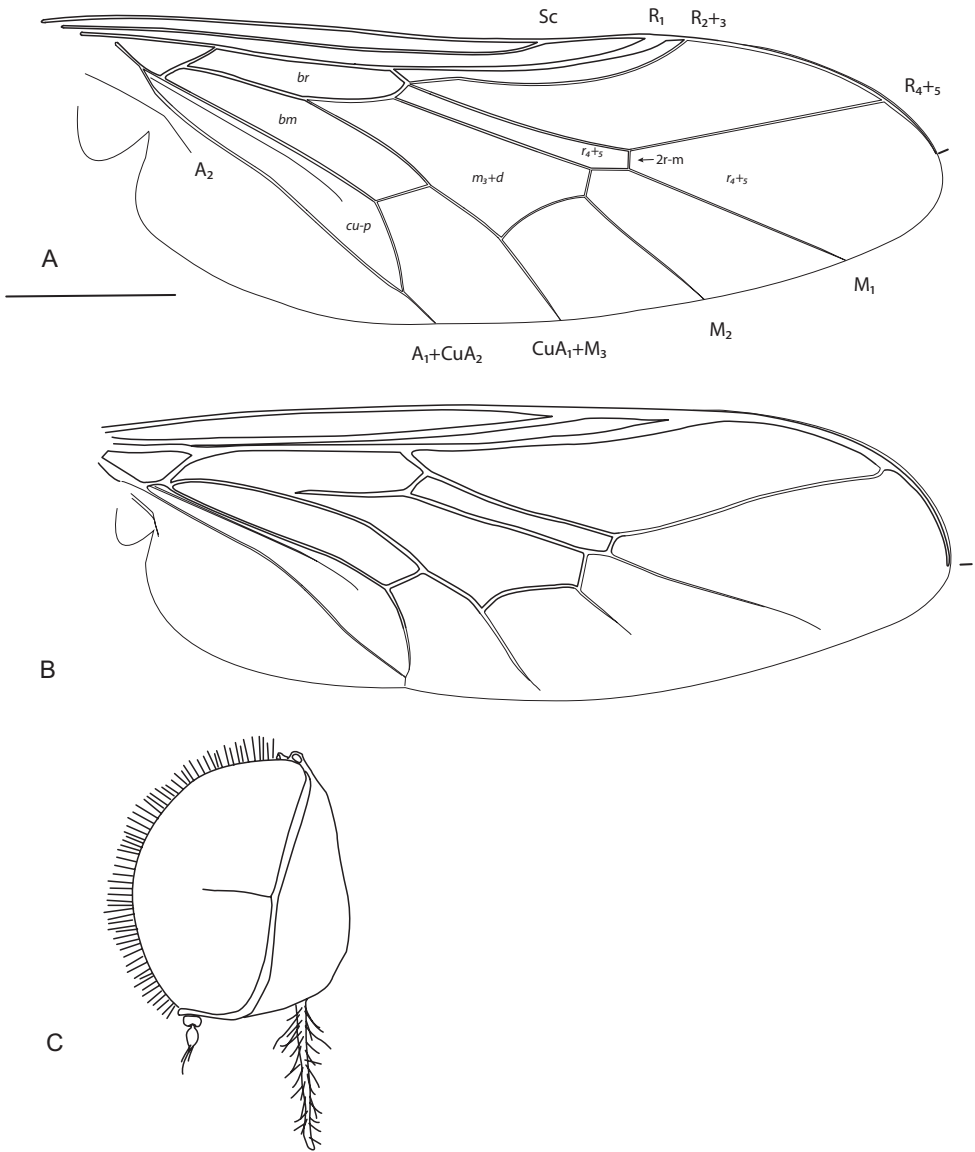 Sc R₁ R₂+₃
R₄+₅
br
bm
r₄+₅ ←2r-m
m₃+d r₄+₅
A₂
cu-p
A
M₁
M₂
A₁+CuA₂ CuA₁+M₃
B
C